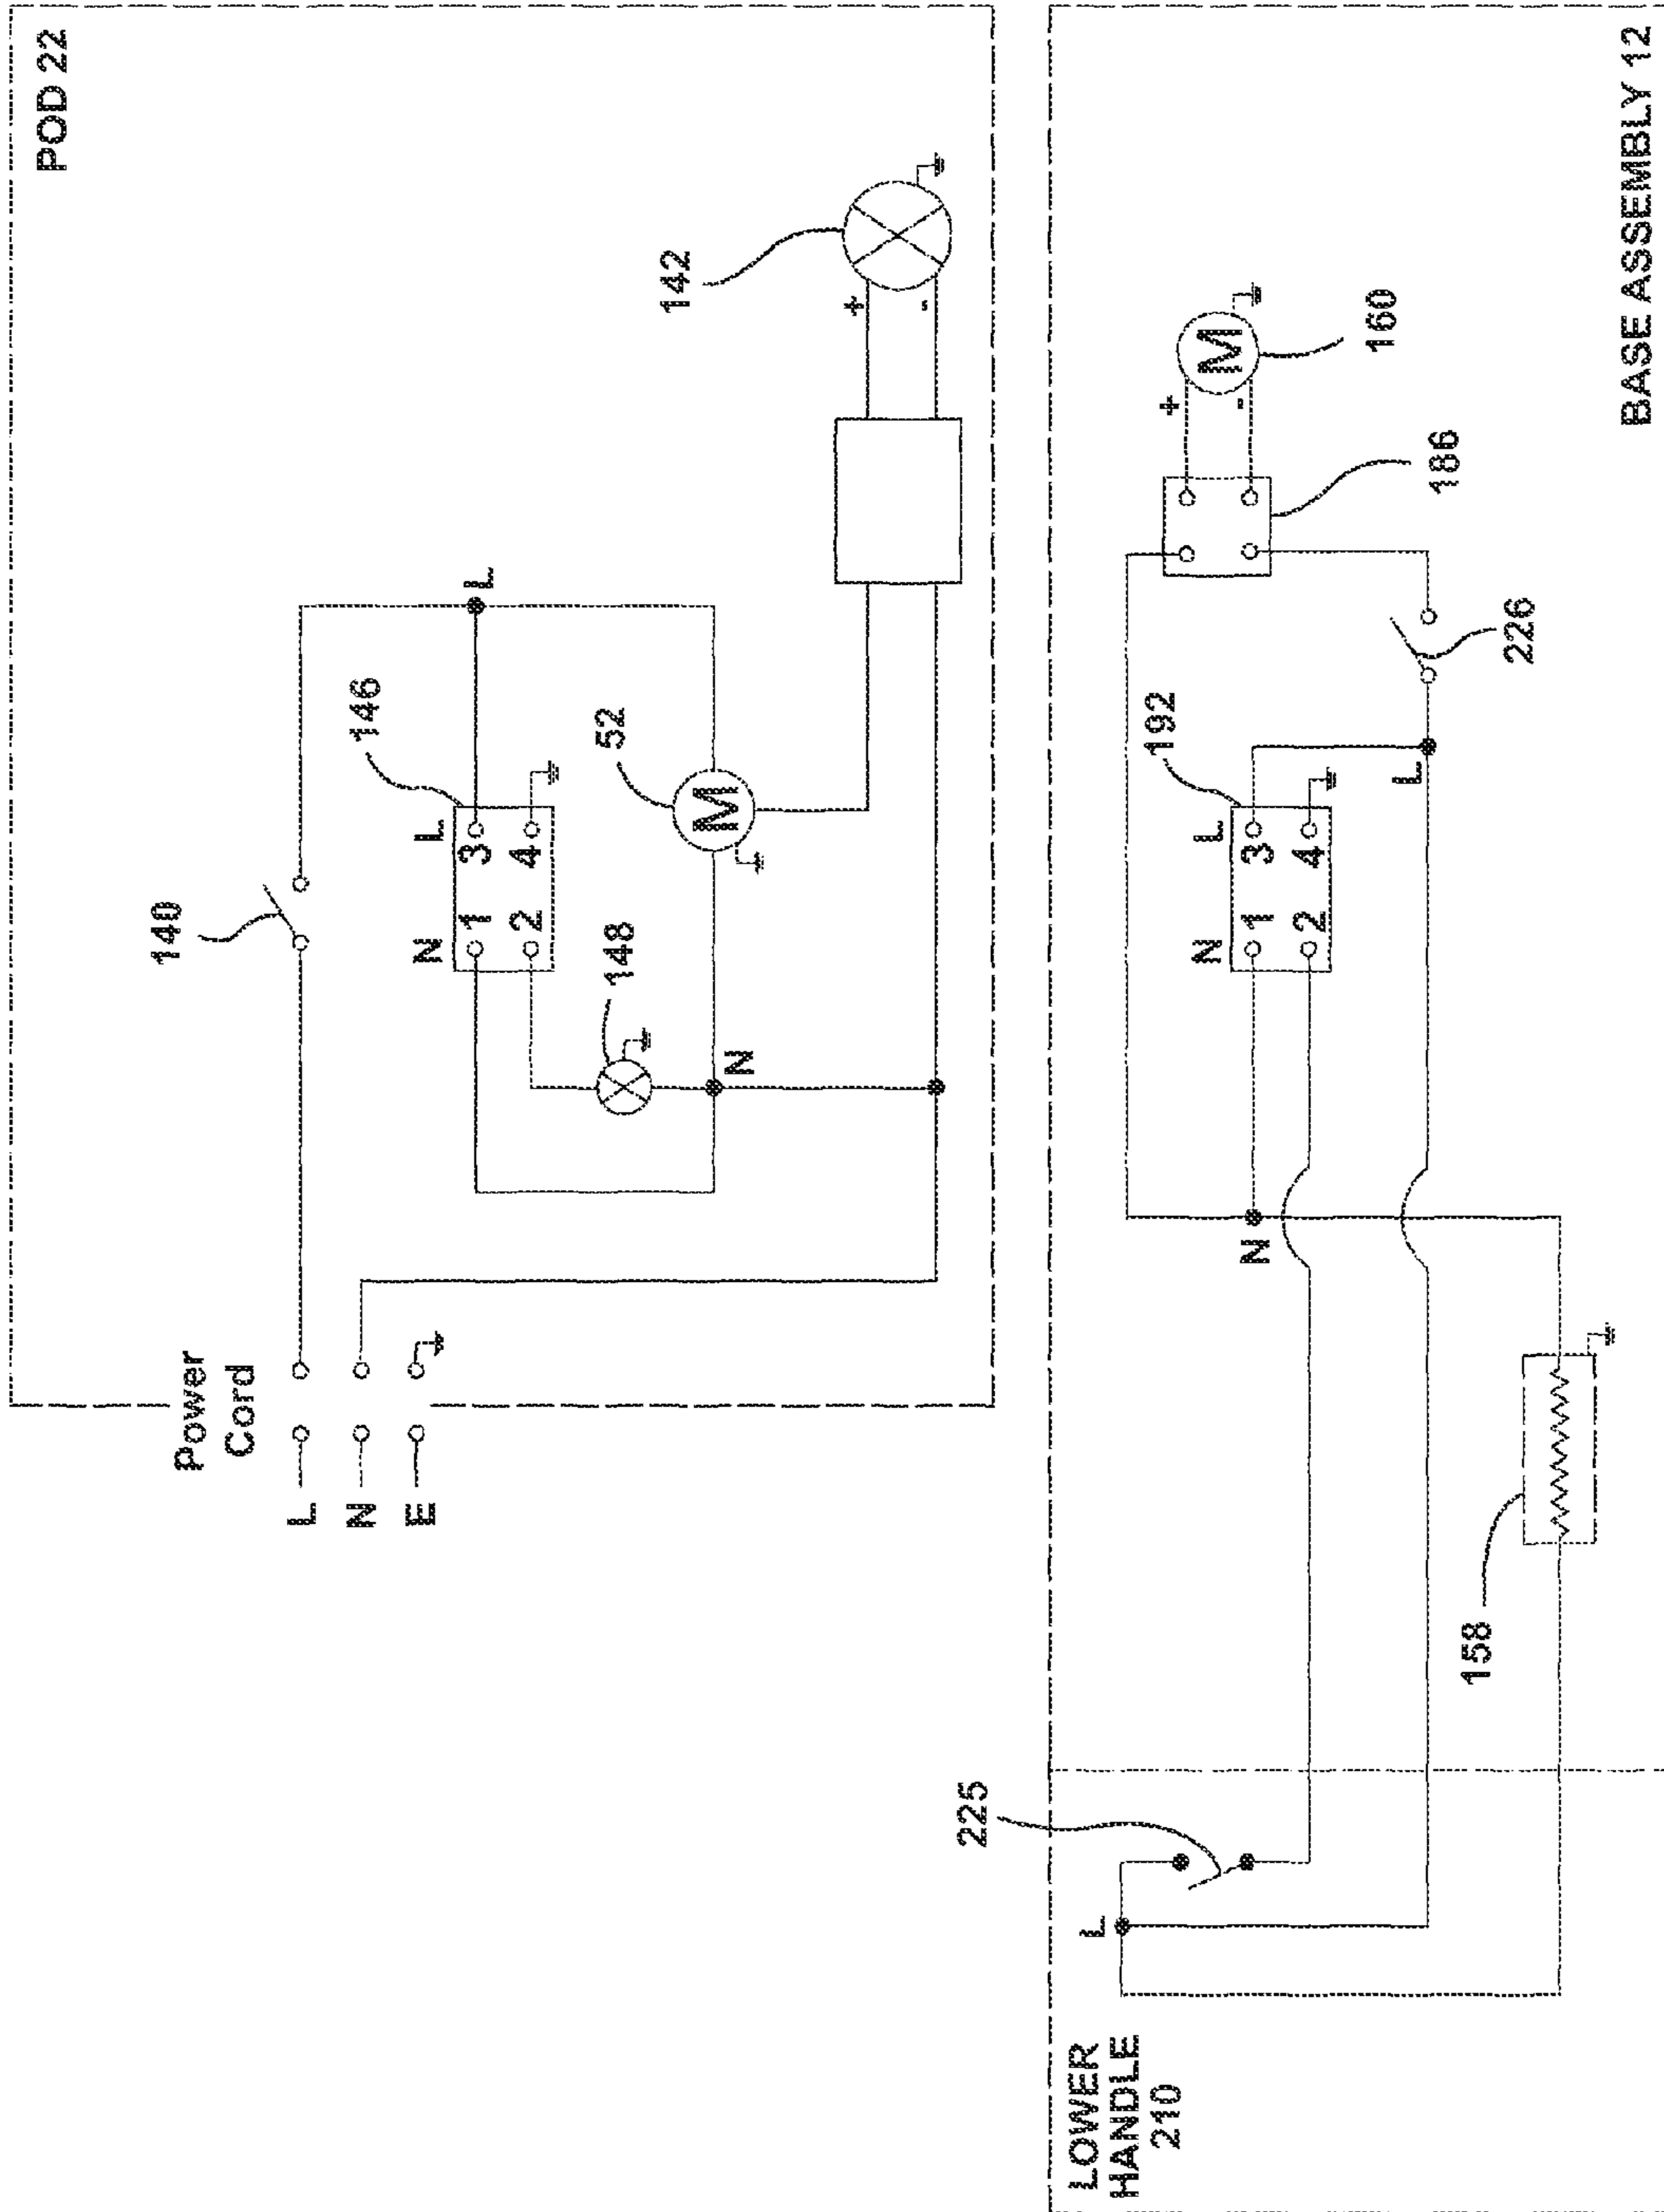 POD 22
Power
Cord
L
N
E
140
L
146
N
L
1
3
2
4
148
52
M
N
142
+
-
BASE ASSEMBLY 12
LOWER
HANDLE
210
225
L
N
192
N
L
1
3
2
4
L
226
186
+
-
M
160
158